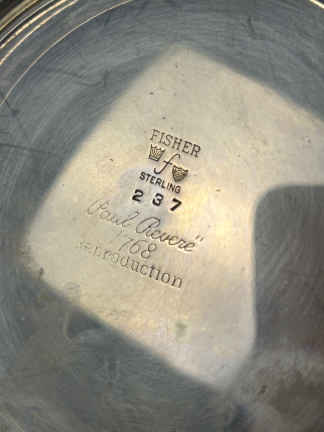 FISHER
f
STERLING
237
"Paul Revere"
1768
Reproduction